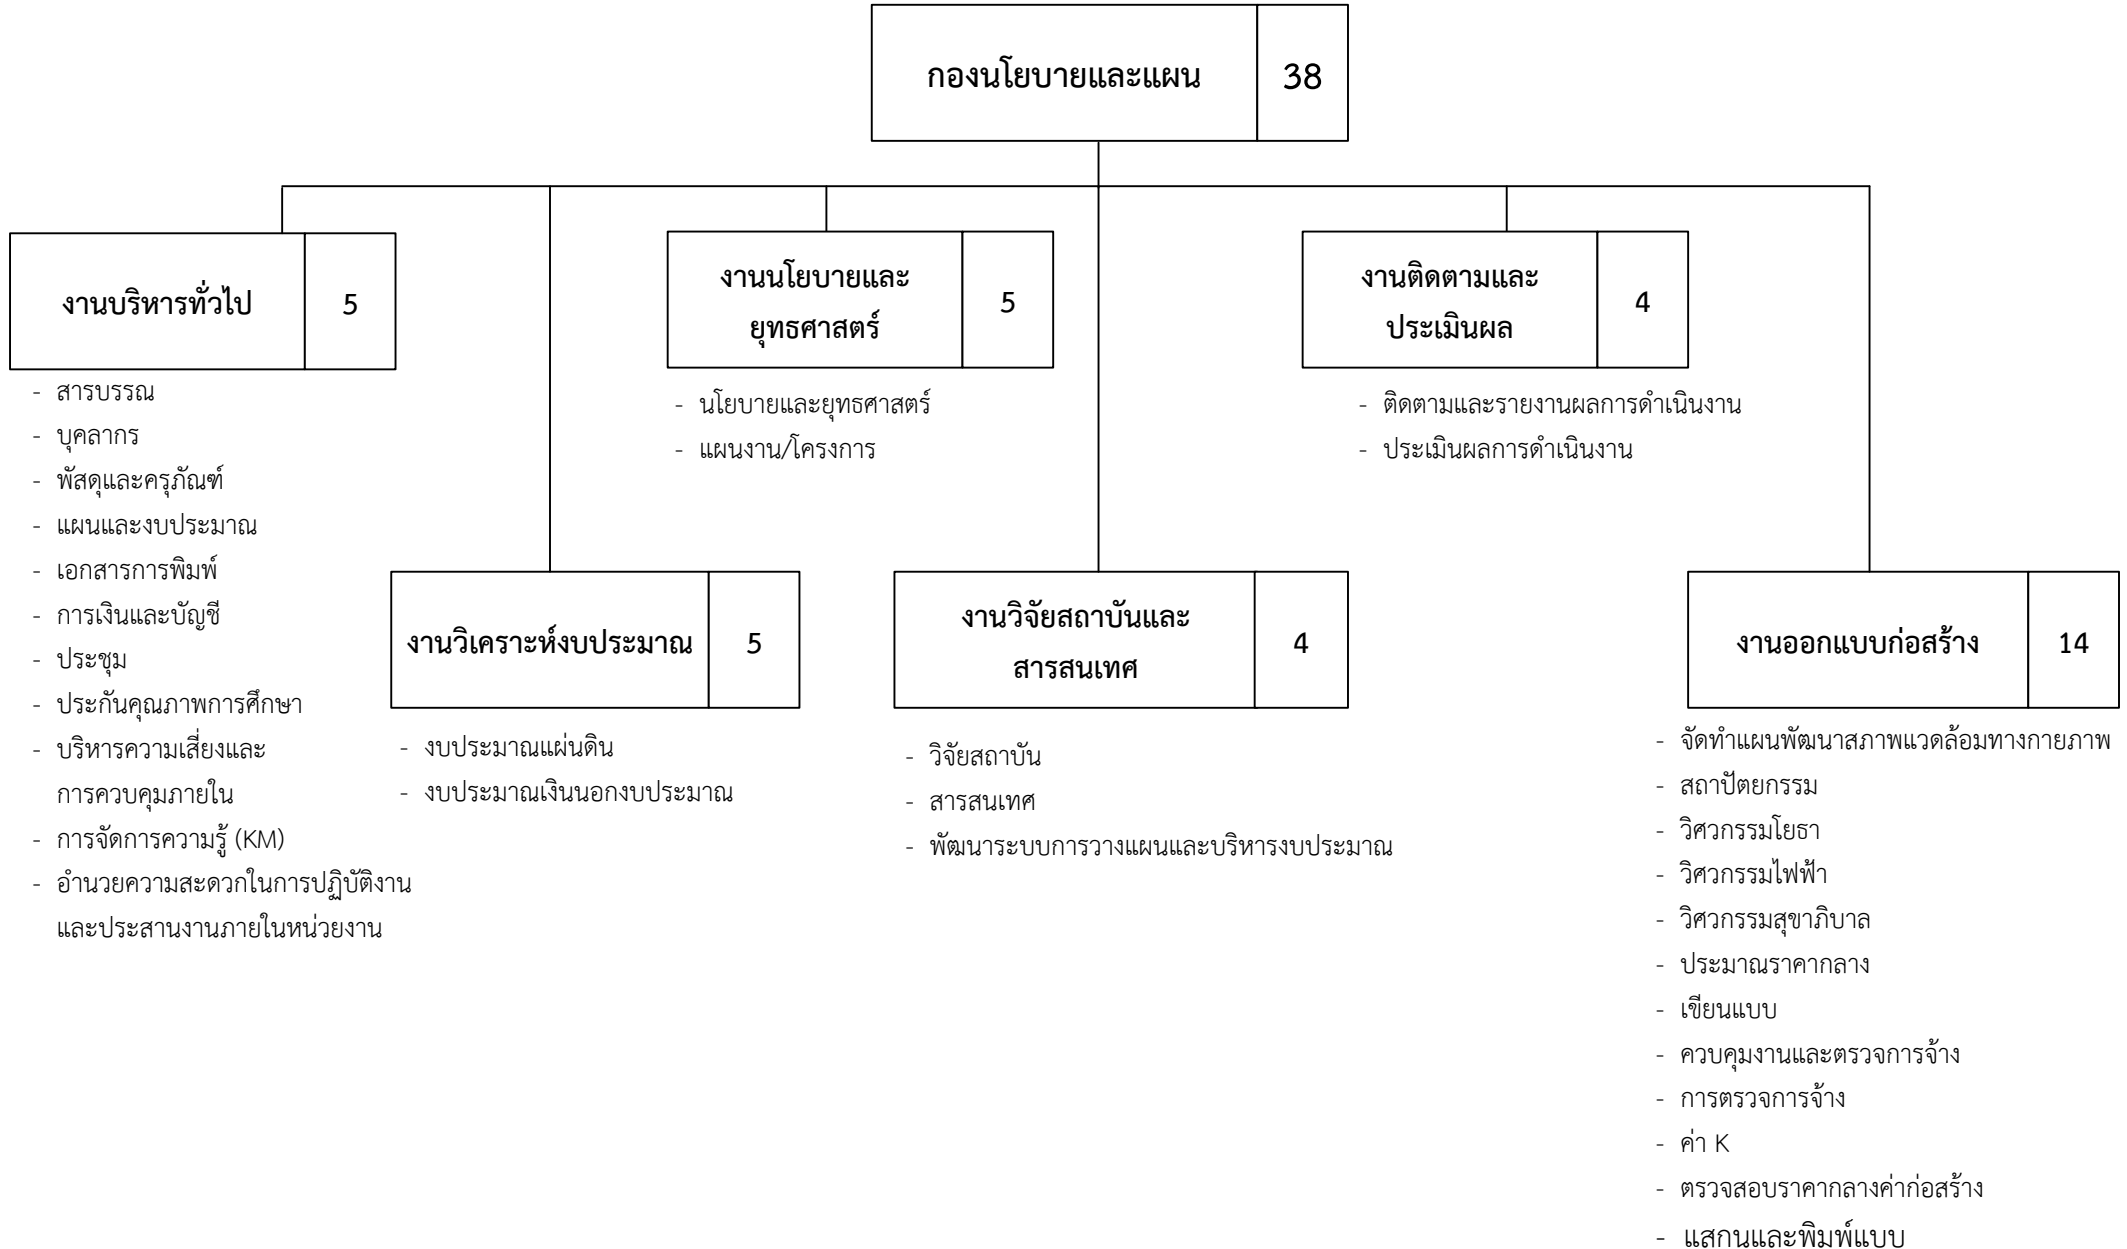 กองนโยบายและแผน 38
งานบริหารทั่วไป 5
- สารบรรณ
- บุคลากร
- พัสดุและครุภัณฑ์
- แผนและงบประมาณ
- เอกสารการพิมพ์
- การเงินและบัญชี
- ประชุม
- ประกันคุณภาพการศึกษา
- บริหารความเสี่ยงและ
การควบคุมภายใน
- การจัดการความรู้ (KM)
- อำนวยความสะดวกในการปฏิบัติงาน
และประสานงานภายในหน่วยงาน
งานวิเคราะห์งบประมาณ 5
- งบประมาณแผ่นดิน
- งบประมาณเงินนอกงบประมาณ
งานนโยบายและ
ยุทธศาสตร์ 5
- นโยบายและยุทธศาสตร์
- แผนงาน/โครงการ
งานวิจัยสถาบันและ
สารสนเทศ 4
- วิจัยสถาบัน
- สารสนเทศ
- พัฒนาระบบการวางแผนและบริหารงบประมาณ
งานติดตามและ
ประเมินผล 4
- ติดตามและรายงานผลการดำเนินงาน
- ประเมินผลการดำเนินงาน
งานออกแบบก่อสร้าง 14
- จัดทำแผนพัฒนาสภาพแวดล้อมทางกายภาพ
- สถาปัตยกรรม
- วิศวกรรมโยธา
- วิศวกรรมไฟฟ้า
- วิศวกรรมสุขาภิบาล
- ประมาณราคากลาง
- เขียนแบบ
- ควบคุมงานและตรวจการจ้าง
- การตรวจการจ้าง
- ค่า K
- ตรวจสอบราคากลางค่าก่อสร้าง
- แสกนและพิมพ์แบบ